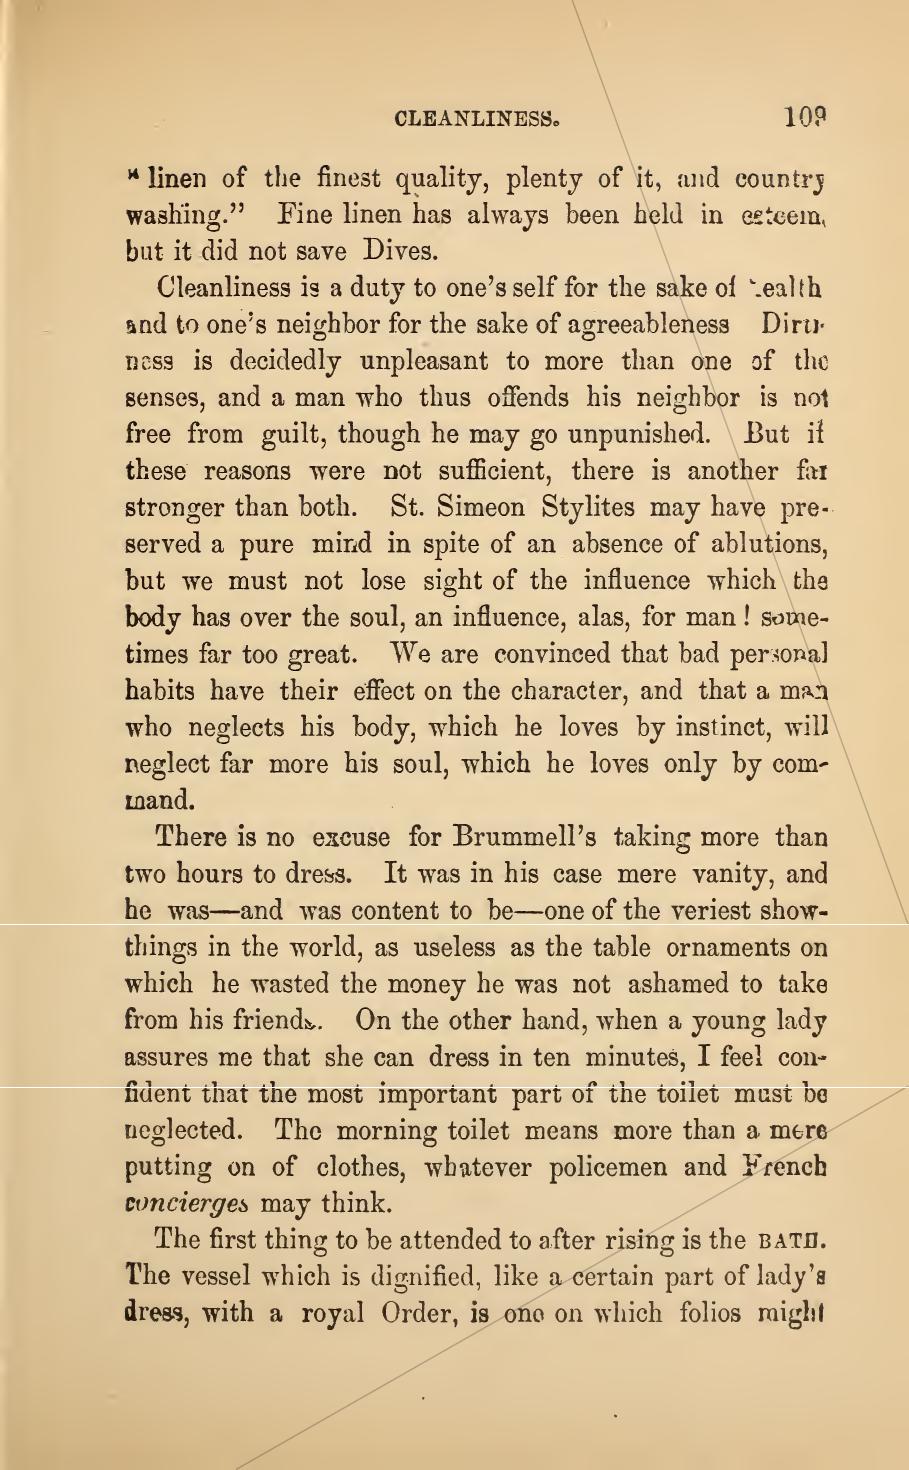 CLEANLINESS. 109
" linen of the finest quality, plenty of it, and country
washing." Fine linen has always been held in esteem,
but it did not save Dives.
Cleanliness is a duty to one's self for the sake of health
and to one's neighbor for the sake of agreeableness Dirti-
ness is decidedly unpleasant to more than one of the
senses, and a man who thus offends his neighbor is not
free from guilt, though he may go unpunished. But if
these reasons were not sufficient, there is another far
stronger than both. St. Simeon Stylites may have pre-
served a pure mind in spite of an absence of ablutions,
but we must not lose sight of the influence which the
body has over the soul, an influence, alas, for man ! some-
times far too great. We are convinced that bad personal
habits have their effect on the character, and that a man
who neglects his body, which he loves by instinct, will
neglect far more his soul, which he loves only by com-
mand.
There is no excuse for Brummell's taking more than
two hours to dress. It was in his case mere vanity, and
he was—and was content to be—one of the veriest show-
things in the world, as useless as the table ornaments on
which he wasted the money he was not ashamed to take
from his friends. On the other hand, when a young lady
assures me that she can dress in ten minutes, I feel con-
fident that the most important part of the toilet must be
neglected. The morning toilet means more than a mere
putting on of clothes, whatever policemen and French
concierges may think.
The first thing to be attended to after rising is the BATH.
The vessel which is dignified, like a certain part of lady's
dress, with a royal Order, is one on which folios might